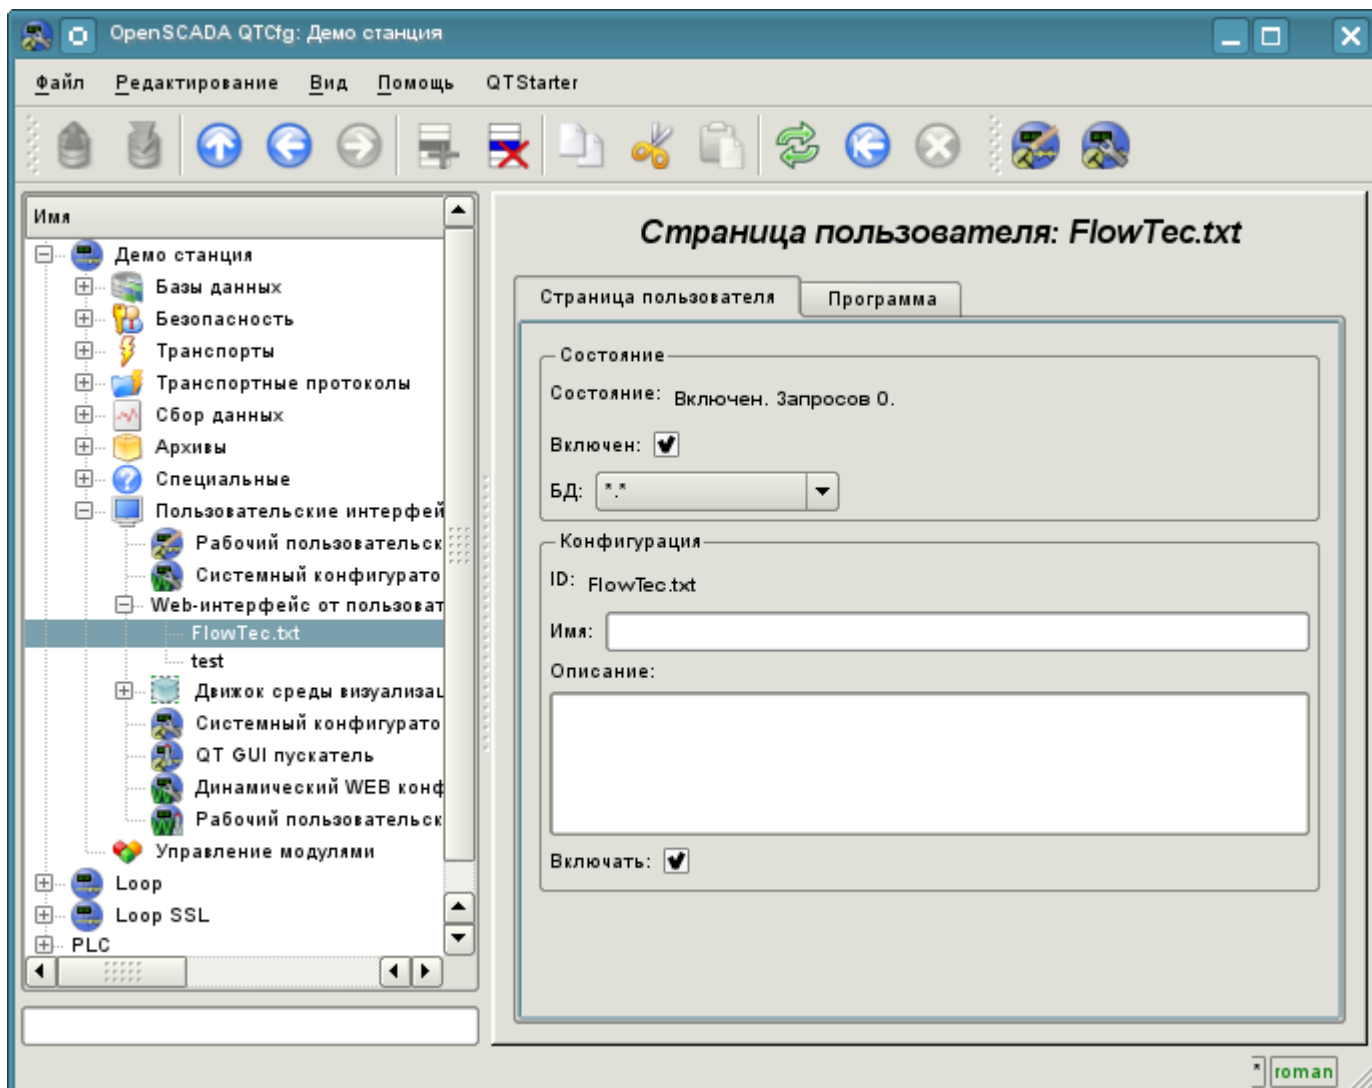 OpenSCADA QTCfg: Демо станция
Файл Редактирование Вид Помощь QTStarter
Имя
Демо станция
Базы данных
Безопасность
Транспорты
Транспортные протоколы
Сбор данных
Архивы
Специальные
Пользовательские интерфей
Рабочий пользовательск
Системный конфигурато
Web-интерфейс от пользоват
FlowTec.txt
test
Движок среды визуализац
Системный конфигурато
QT GUI пускатель
Динамический WEB конф
Рабочий пользовательск
Управление модулями
Loop
Loop SSL
PLC
Страница пользователя: FlowTec.txt
Страница пользователя Программа
Состояние
Состояние: Включен. Запросов 0.
Включен:
БД: *.*
Конфигурация
ID: FlowTec.txt
Имя:
Описание:
Включать:
* roman